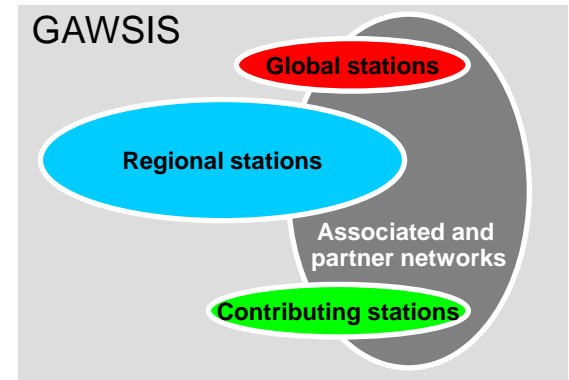 GAWSIS
Global stations
Regional stations
Associated and
partner networks
Contributing stations